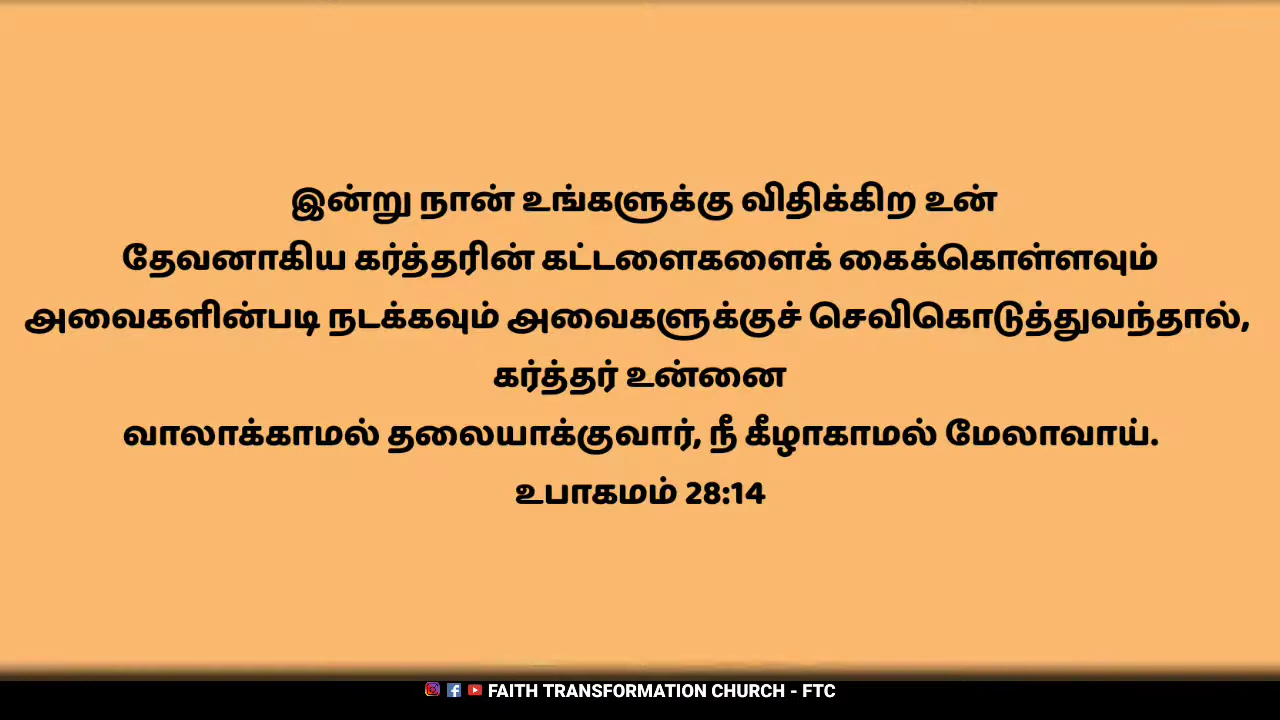 இன்று நான் உங்களுக்கு விதிக்கிற உன்
தேவனாகிய கர்த்தரின் கட்டளைகளைக் கைக்கொள்ளவும்
அவைகளின்படி நடக்கவும் அவைகளுக்குச் செவிகொடுத்துவந்தால்,
கர்த்தர் உன்னை
வாலாக்காமல் தலையாக்குவார், நீ கீழாகாமல் மேலாவாய்.
உபாகமம் 28:14
FAITH TRANSFORMATION CHURCH - FTC